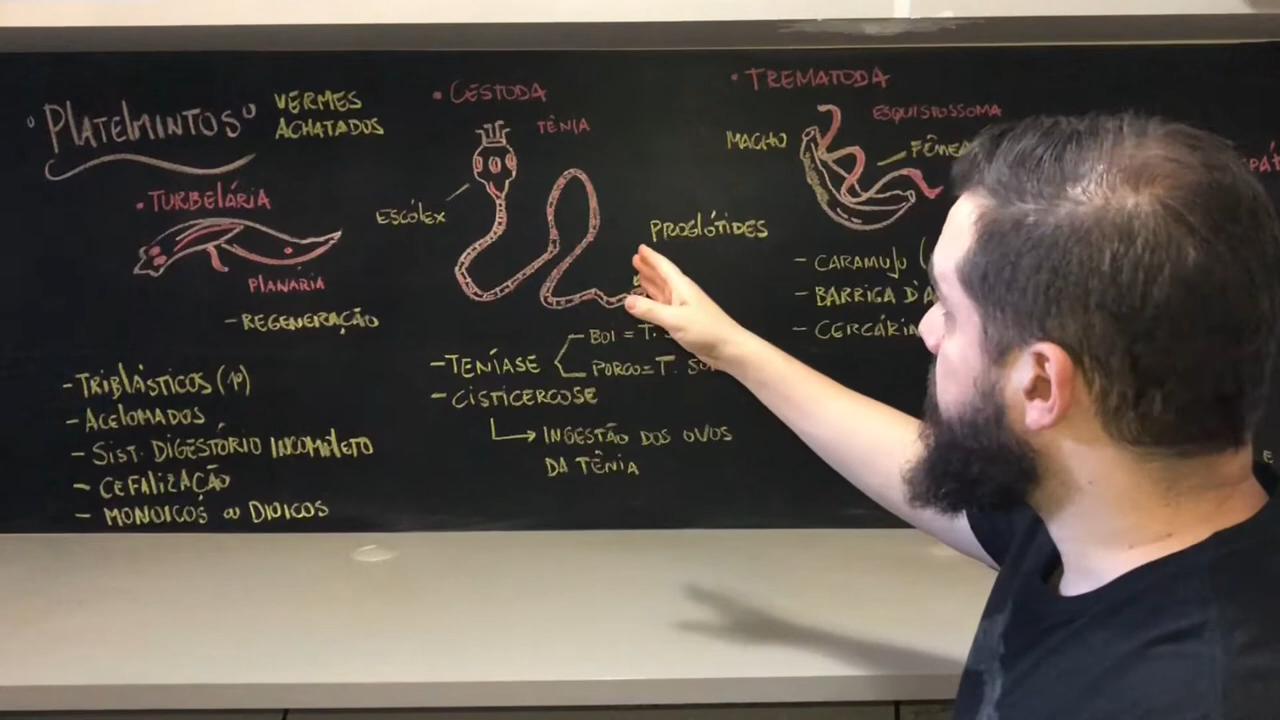 PLATELMINTOS
VERMES
ACHATADOS
• TURBELÁRIA
PLANÁRIA
- REGENERAÇÃO
- TRIBLÁSTICOS (1º)
- ACELOMADOS
- SIST. DIGESTÓRIO INCOMPLETO
- CEFALIZAÇÃO
- MONOICOS OU DIOICOS
• CESTODA
TÊNIA
ESCÓLEX
PROGLÓTIDES
- TENÍASE
BOI = T.
PORCO = T.
- CISTICERCOSE
INGESTÃO DOS OVOS
DA TÊNIA
• TREMATODA
ESQUISTOSSOMA
MACHO
FÊMEA
- CARAMUJO (
- BARRIGA D'
- CERCÁRIA